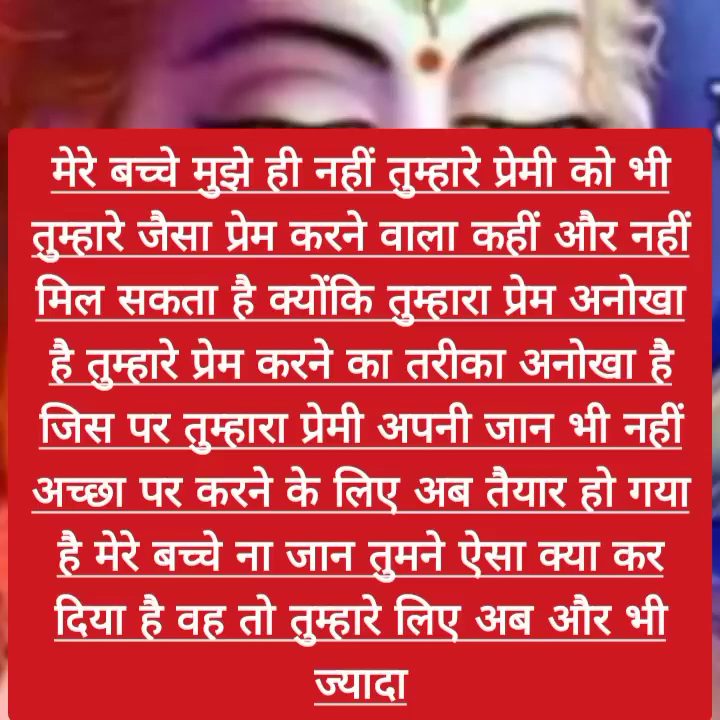 मेरे बच्चे मुझे ही नहीं तुम्हारे प्रेमी को भी
तुम्हारे जैसा प्रेम करने वाला कहीं और नहीं
मिल सकता है क्योंकि तुम्हारा प्रेम अनोखा
है तुम्हारे प्रेम करने का तरीका अनोखा है
जिस पर तुम्हारा प्रेमी अपनी जान भी नहीं
अच्छा पर करने के लिए अब तैयार हो गया
है मेरे बच्चे ना जान तुमने ऐसा क्या कर
दिया है वह तो तुम्हारे लिए अब और भी
ज्यादा